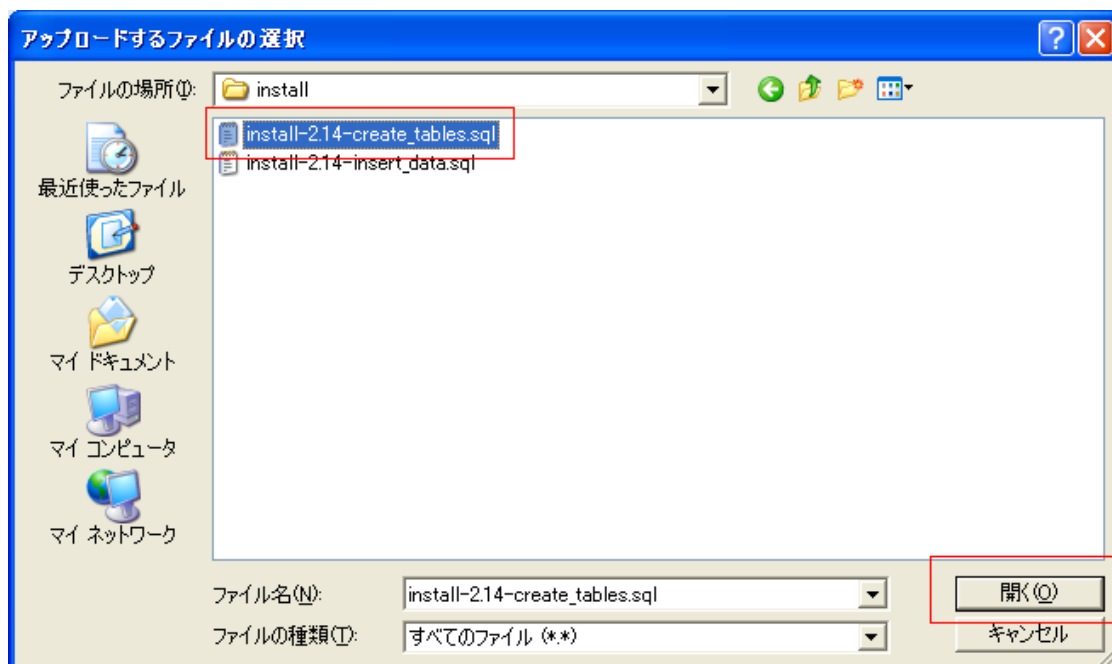 アップロードするファイルの選択
ファイルの場所(I):
install
install-2.14-create_tables.sql
install-2.14-insert_data.sql
最近使ったファイル
デスクトップ
マイ ドキュメント
マイ コンピュータ
マイ ネットワーク
ファイル名(N):
install-2.14-create_tables.sql
開く(O)
ファイルの種類(T):
すべてのファイル (*.*)
キャンセル